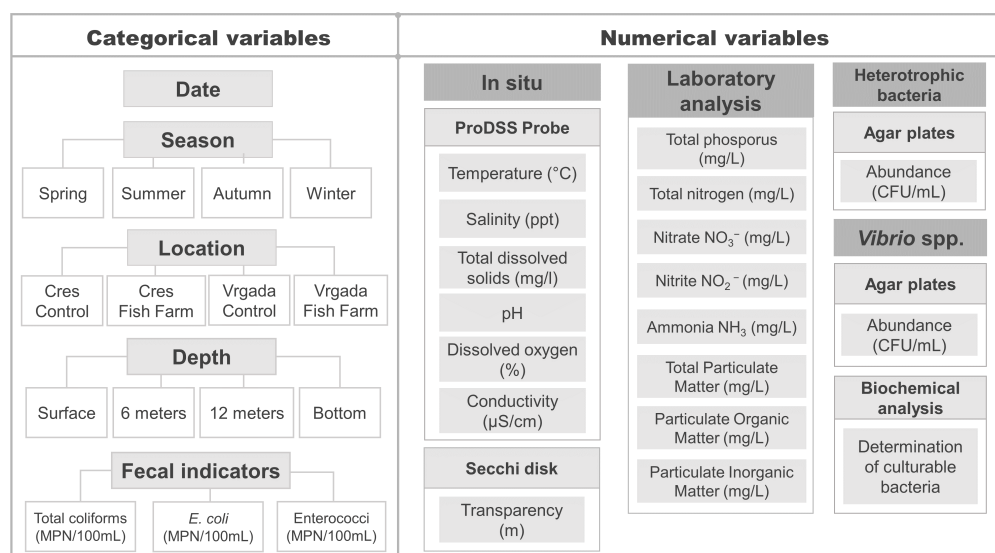 Categorical variables
Date
Season
Spring
Summer
Autumn
Winter
Location
Cres
Control
Cres
Fish Farm
Vrgada
Control
Vrgada
Fish Farm
Depth
Surface
6 meters
12 meters
Bottom
Fecal indicators
Total coliforms
(MPN/100mL)
E. coli
(MPN/100mL)
Enterococci
(MPN/100mL)
Numerical variables
In situ
ProDSS Probe
Temperature (°C)
Salinity (ppt)
Total dissolved
solids (mg/l)
pH
Dissolved oxygen
(%)
Conductivity
(µS/cm)
Secchi disk
Transparency
(m)
Laboratory
analysis
Total phosporus
(mg/L)
Total nitrogen (mg/L)
Nitrate NO₃⁻ (mg/L)
Nitrite NO₂⁻ (mg/L)
Ammonia NH₃ (mg/L)
Total Particulate
Matter (mg/L)
Particulate Organic
Matter (mg/L)
Particulate Inorganic
Matter (mg/L)
Heterotrophic
bacteria
Agar plates
Abundance
(CFU/mL)
Vibrio spp.
Agar plates
Abundance
(CFU/mL)
Biochemical
analysis
Determination
of culturable
bacteria